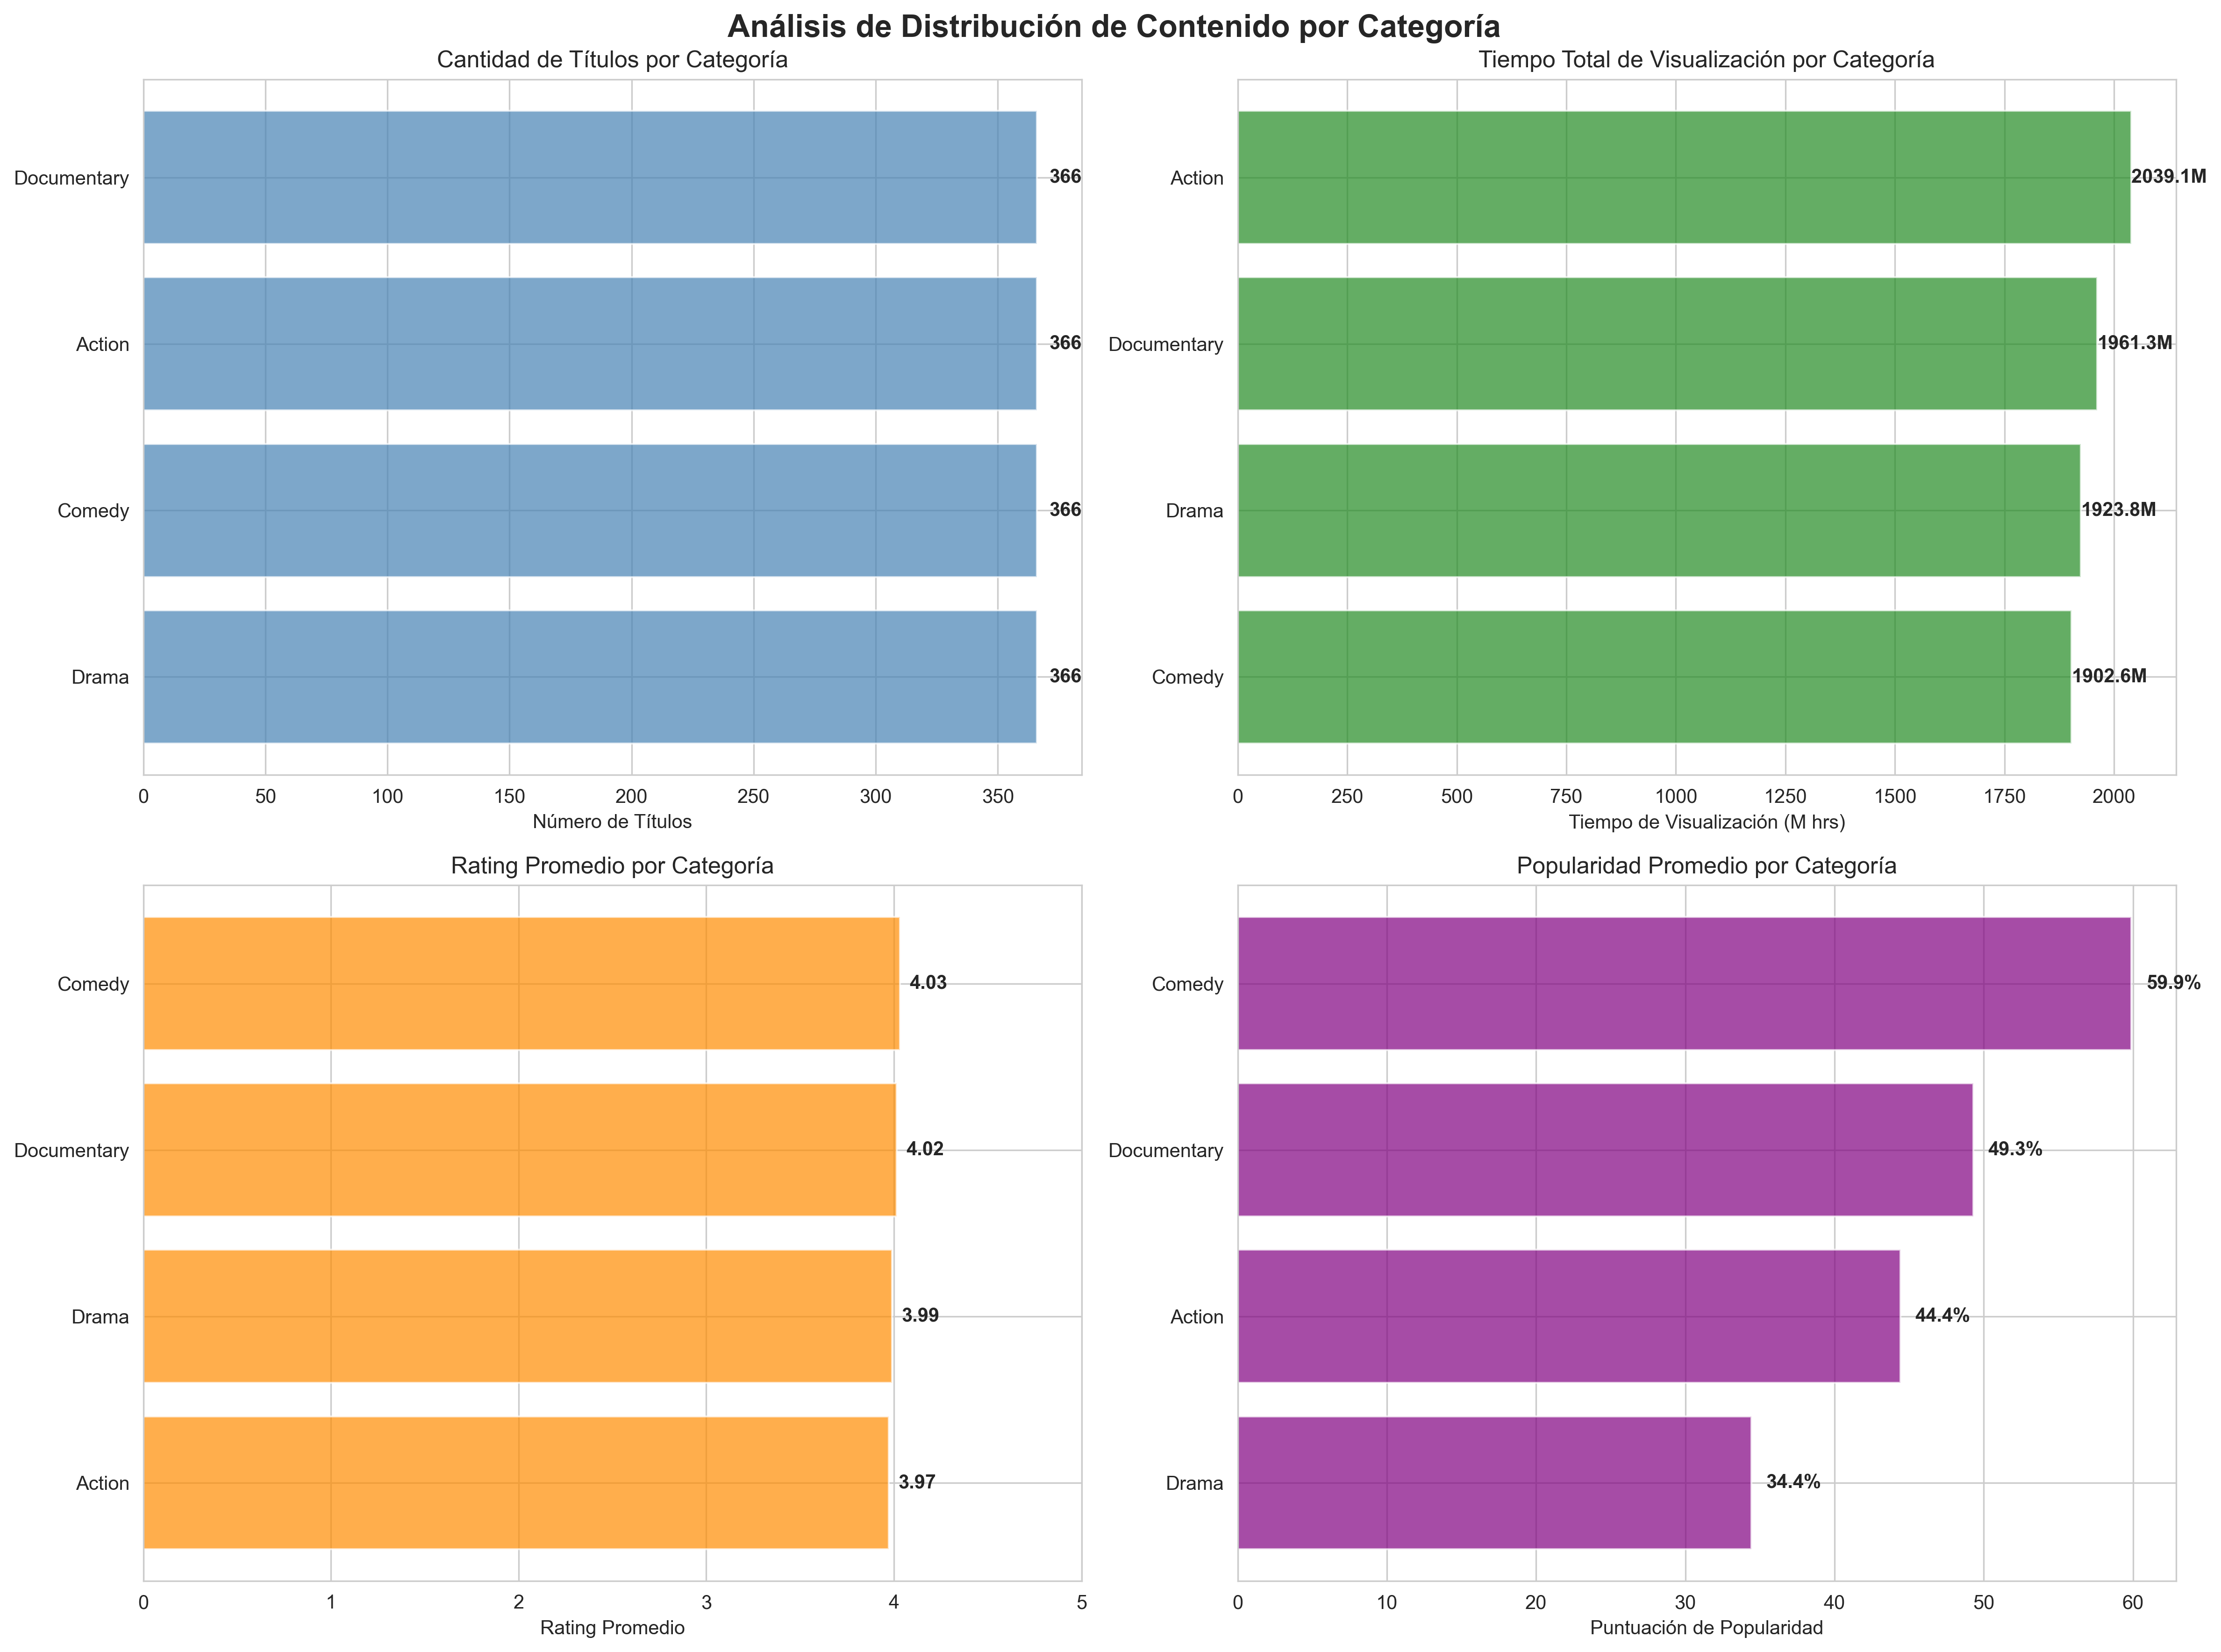 Análisis de Distribución de Contenido por Categoría
Cantidad de Títulos por Categoría
Documentary
366
Action
366
Comedy
366
Drama
366
0 50 100 150 200 250 300 350
Número de Títulos
Tiempo Total de Visualización por Categoría
Action
2039.1M
Documentary
1961.3M
Drama
1923.8M
Comedy
1902.6M
0 250 500 750 1000 1250 1500 1750 2000
Tiempo de Visualización (M hrs)
Rating Promedio por Categoría
Comedy
4.03
Documentary
4.02
Drama
3.99
Action
3.97
0 1 2 3 4 5
Rating Promedio
Popularidad Promedio por Categoría
Comedy
59.9%
Documentary
49.3%
Action
44.4%
Drama
34.4%
0 10 20 30 40 50 60
Puntuación de Popularidad